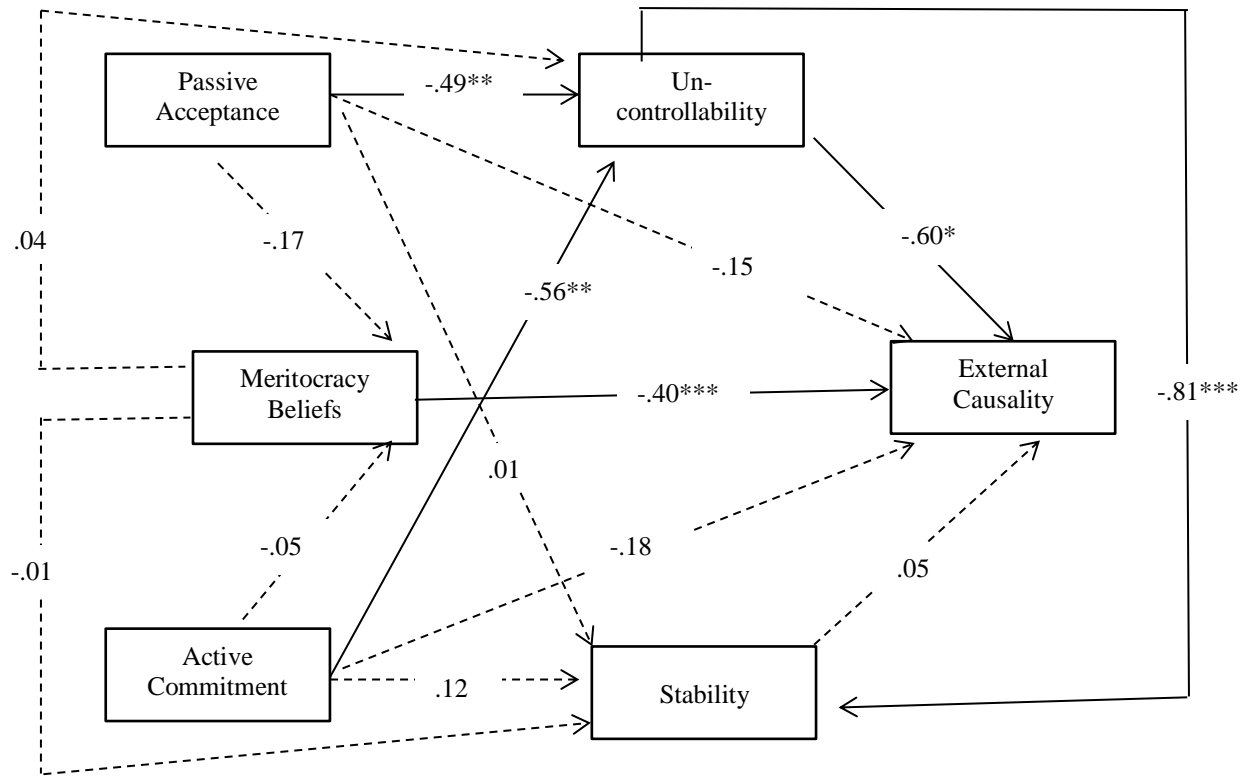 Passive
Acceptance
-.49**
Un-
controllability
.04
-.17
-.60*
-.15
-.56**
Meritocracy
Beliefs
-.40***
External
Causality
-.81***
.01
-.05
-.18
-.01
.05
Active
Commitment
.12
Stability